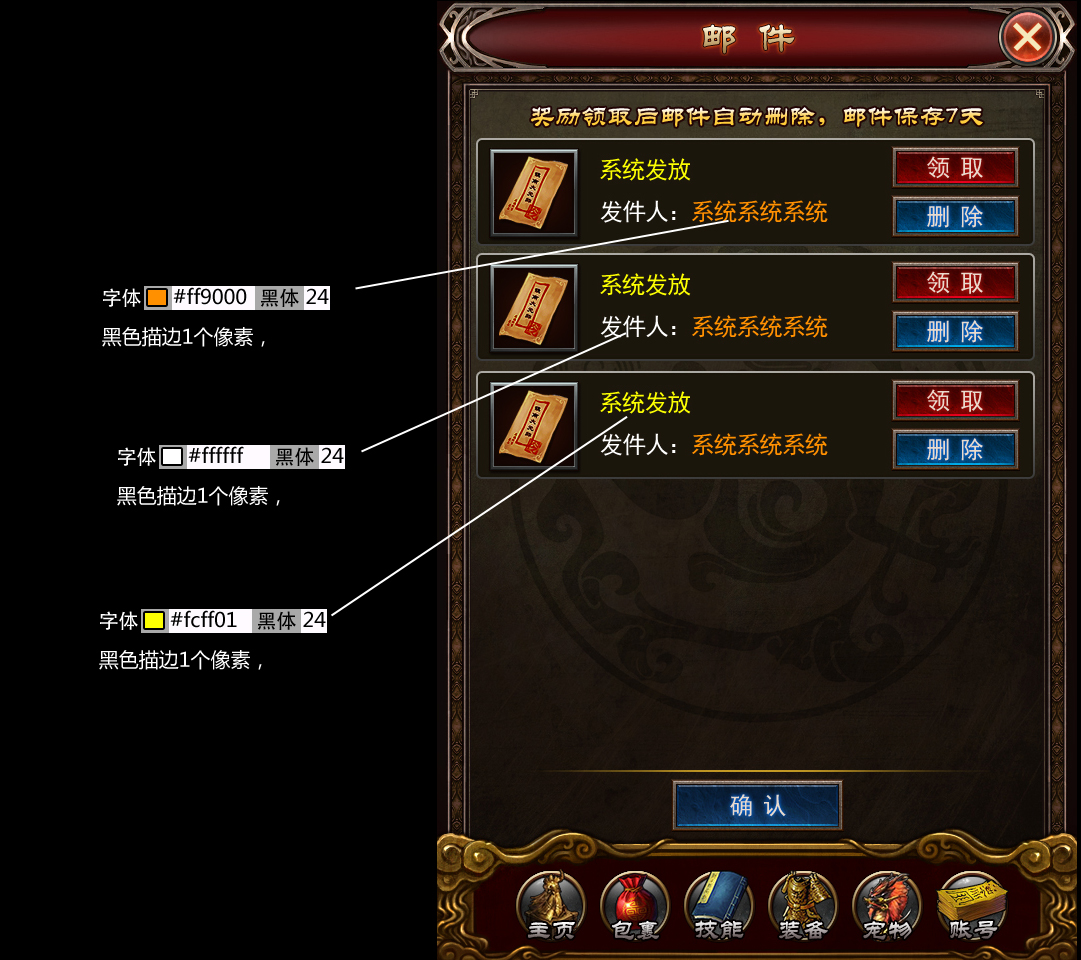 邮 件
奖励领取后邮件自动删除，邮件保存7天
系统发放
领 取
发件人：系统系统系统
删 除
字体 #ff9000 黑体 24
黑色描边1个像素，
系统发放
领 取
发件人：系统系统系统
删 除
字体 #ffffff 黑体 24
黑色描边1个像素，
系统发放
领 取
发件人：系统系统系统
删 除
字体 #fcff01 黑体 24
黑色描边1个像素，
确 认
主页 包裹 技能 装备 宠物 账号